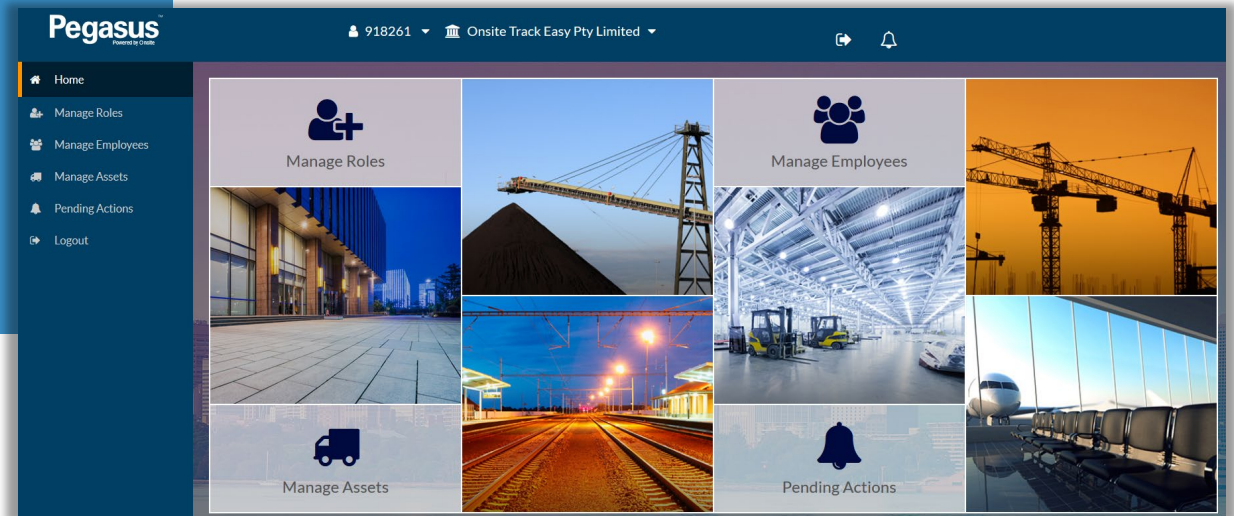 Pegasus™
Powered by Onsite
918261
Onsite Track Easy Pty Limited
Home
Manage Roles
Manage Employees
Manage Assets
Pending Actions
Logout
Manage Roles
Manage Employees
Manage Assets
Pending Actions